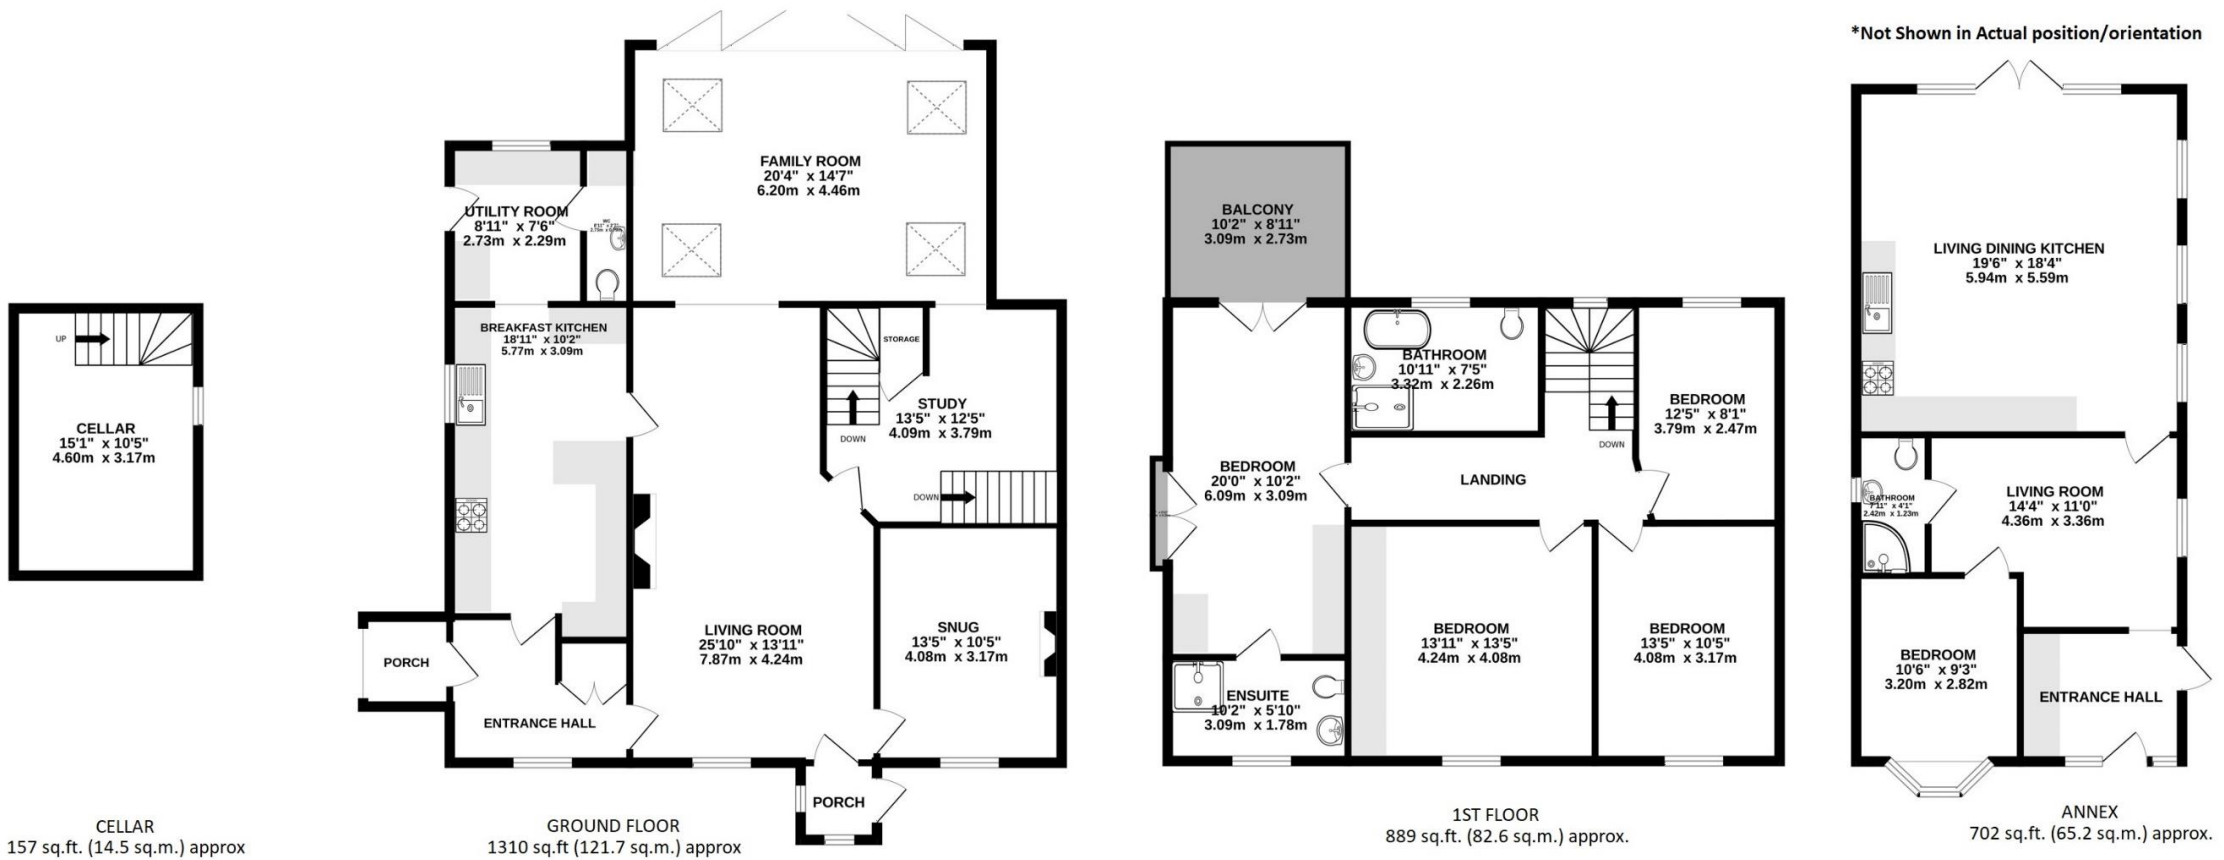 *Not Shown in Actual position/orientation
UP
CELLAR
15'1" x 10'5"
4.60m x 3.17m
CELLAR
157 sq.ft. (14.5 sq.m.) approx
FAMILY ROOM
20'4" x 14'7"
6.20m x 4.46m
UTILITY ROOM
8'11" x 7'6"
2.73m x 2.29m
WC
BREAKFAST KITCHEN
18'11" x 10'2"
5.77m x 3.09m
STORAGE
STUDY
13'5" x 12'5"
4.09m x 3.79m
DOWN
DOWN
LIVING ROOM
25'10" x 13'11"
7.87m x 4.24m
SNUG
13'5" x 10'5"
4.08m x 3.17m
PORCH
ENTRANCE HALL
PORCH
GROUND FLOOR
1310 sq.ft (121.7 sq.m.) approx
BALCONY
10'2" x 8'11"
3.09m x 2.73m
BATHROOM
10'11" x 7'5"
3.32m x 2.26m
BEDROOM
12'5" x 8'1"
3.79m x 2.47m
DOWN
BEDROOM
20'0" x 10'2"
6.09m x 3.09m
LANDING
BEDROOM
13'11" x 13'5"
4.24m x 4.08m
BEDROOM
13'5" x 10'5"
4.08m x 3.17m
ENSUITE
10'2" x 5'10"
3.09m x 1.78m
1ST FLOOR
889 sq.ft. (82.6 sq.m.) approx.
LIVING DINING KITCHEN
19'6" x 18'4"
5.94m x 5.59m
BATHROOM
7'11" x 4'1"
2.42m x 1.23m
LIVING ROOM
14'4" x 11'0"
4.36m x 3.36m
BEDROOM
10'6" x 9'3"
3.20m x 2.82m
ENTRANCE HALL
ANNEX
702 sq.ft. (65.2 sq.m.) approx.